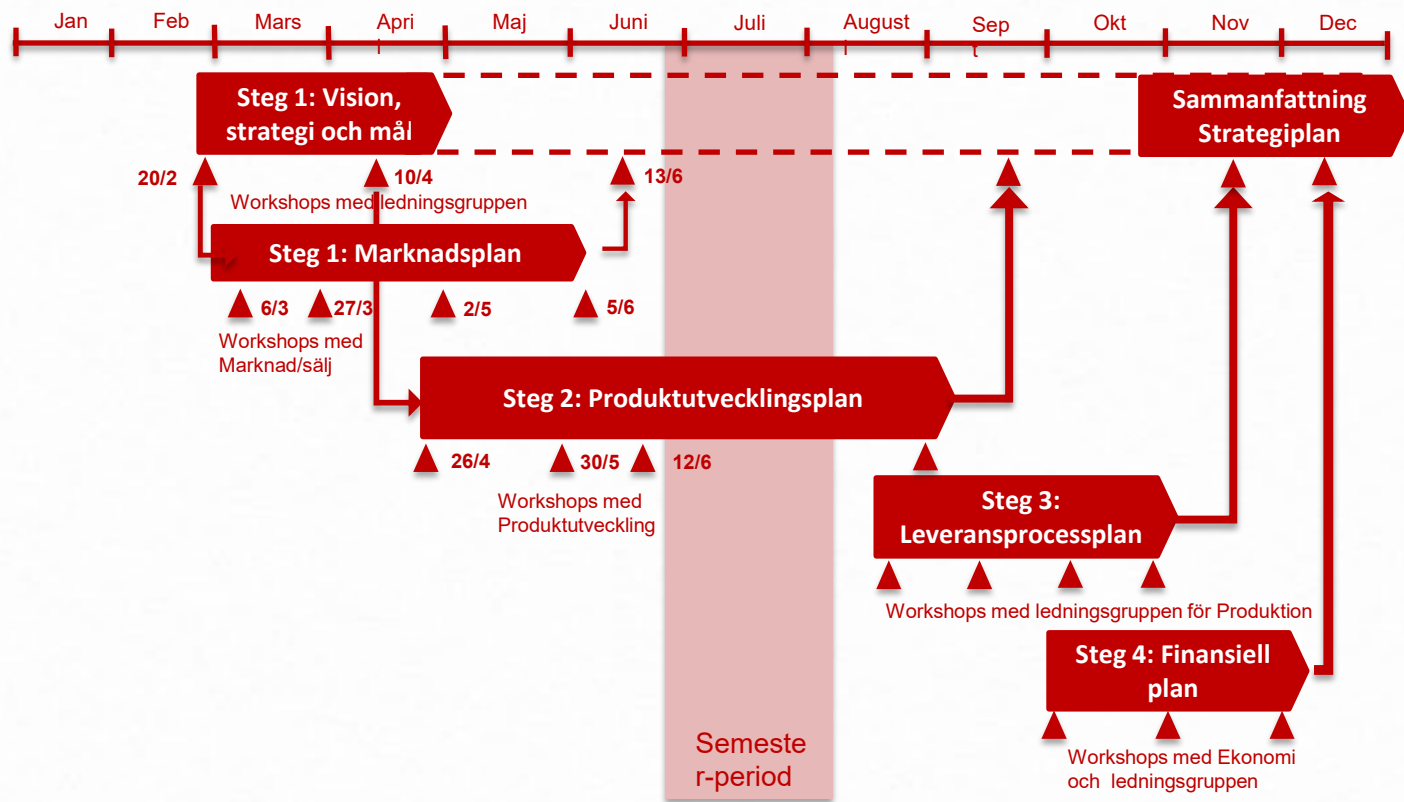 Jan Feb Mars Apri Maj Juni Juli August Sep Okt Nov Dec
l i t
Steg 1: Vision,
strategi och mål
Sammanfattning
Strategiplan
20/2 10/4 13/6
Workshops med ledningsgruppen
Steg 1: Marknadsplan
6/3 27/3 2/5 5/6
Workshops med
Marknad/sälj
Steg 2: Produktutvecklingsplan
26/4 30/5 12/6
Workshops med
Produktutveckling
Steg 3:
Leveransprocessplan
Workshops med ledningsgruppen för Produktion
Steg 4: Finansiell
plan
Semeste
r-period
Workshops med Ekonomi
och ledningsgruppen